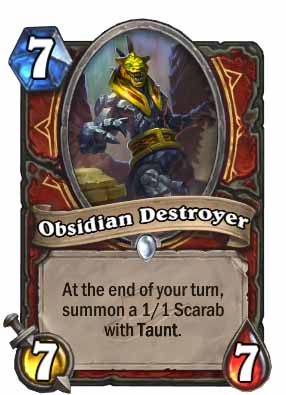 7
Obsidian Destroyer
At the end of your turn,
summon a 1/1 Scarab
with Taunt.
7
7